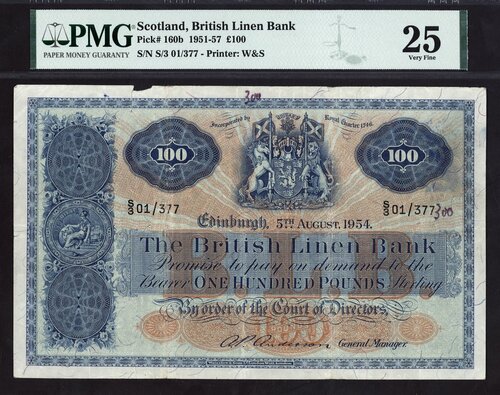 PMG
PAPER MONEY GUARANTY
Scotland, British Linen Bank
Pick# 160b 1951-57 £100
S/N S/3 01/377 - Printer: W&S
25
Very Fine
300
Incorporated by Royal Charter 1746.
100 100
S/3 01/377 S/3 01/377 300
Edinburgh, 5TH AUGUST, 1954.
The British Linen Bank
Promise to pay on demand to the
Bearer ONE HUNDRED POUNDS Sterling
By order of the Court of Directors,
100
General Manager.